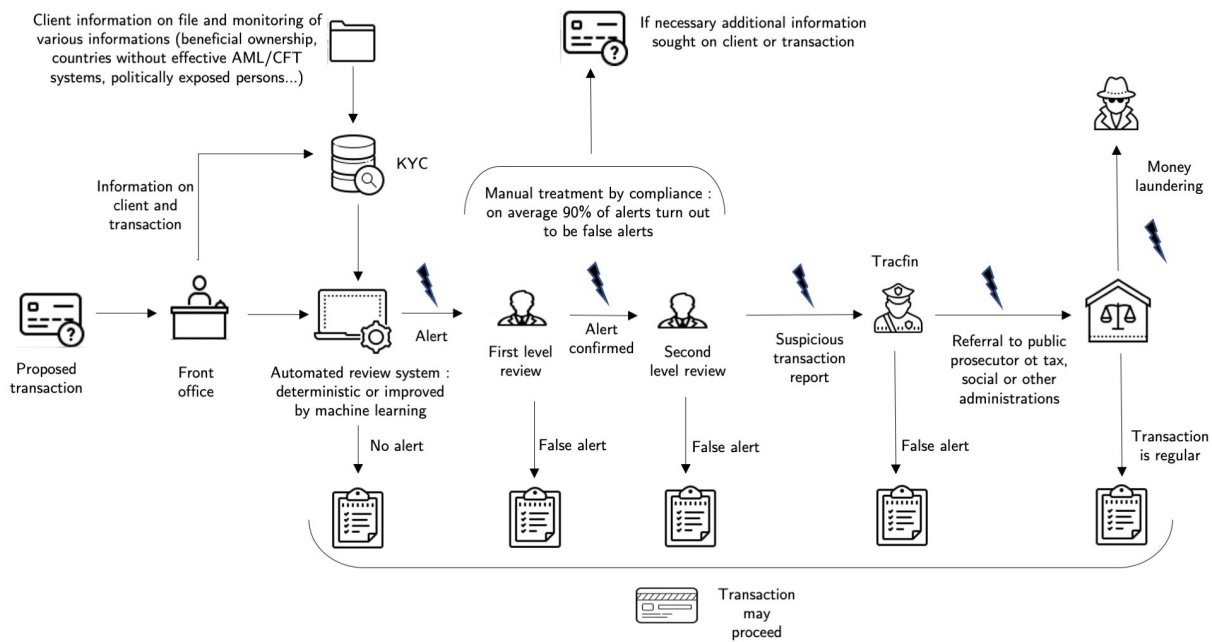 Client information on file and monitoring of
various informations (beneficial ownership,
countries without effective AML/CFT
systems, politically exposed persons...)
If necessary additional information
sought on client or transaction
KYC
Information on
client and
transaction
Manual treatment by compliance :
on average 90% of alerts turn out
to be false alerts
Money
laundering
Proposed
transaction
Front
office
Automated review system :
deterministic or improved
by machine learning
Alert
First level
review
Alert
confirmed
Second
level review
Suspicious
transaction
report
Tracfin
Referral to public
prosecutor ot tax,
social or other
administrations
No alert
False alert
False alert
False alert
Transaction
is regular
Transaction
may
proceed